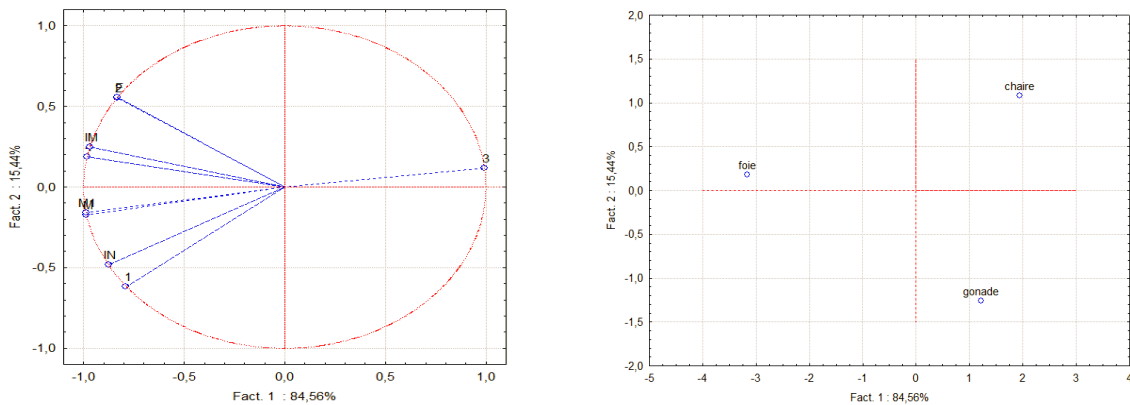 1,0
0,5
0,0
-0,5
-1,0
Fact. 2 : 15,44%
IM
3
IN
1
-1,0 -0,5 0,0 0,5 1,0
Fact. 1 : 84,56%
2,0
1,5
1,0
0,5
0,0
-0,5
-1,0
-1,5
-2,0
Fact. 2 : 15,44%
chaire
foie
gonade
-5 -4 -3 -2 -1 0 1 2 3 4
Fact. 1 : 84,56%